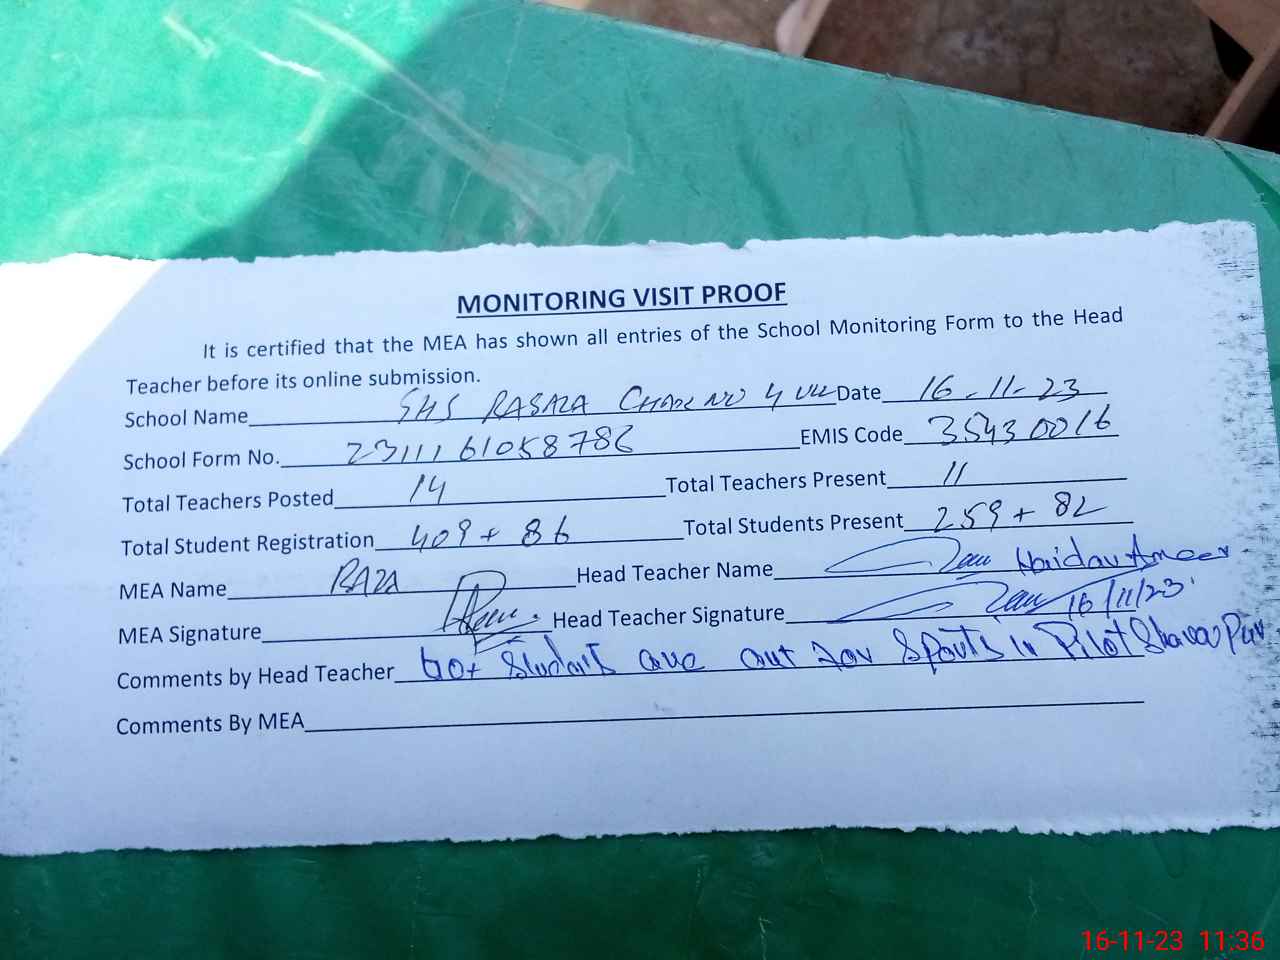 MONITORING VISIT PROOF
It is certified that the MEA has shown all entries of the School Monitoring Form to the Head
Teacher before its online submission.
School Name GHS RASALA CHAK NO 4 Date 16-11-23
School Form No. 23111161058786 EMIS Code 35430016
Total Teachers Posted 14 Total Teachers Present 11
Total Student Registration 409 + 86 Total Students Present 259 + 82
MEA Name RAZA Head Teacher Name Haidar Ameer
MEA Signature Head Teacher Signature 16/11/23
Comments by Head Teacher 60+ Students are out for Sports in Pilot
Comments By MEA
16-11-23 11:36